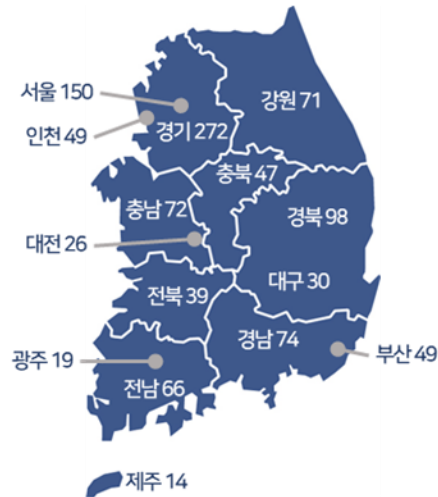 서울 150
강원 71
인천 49
경기 272
충북 47
충남 72
경북 98
대전 26
대구 30
전북 39
경남 74
부산 49
광주 19
전남 66
제주 14